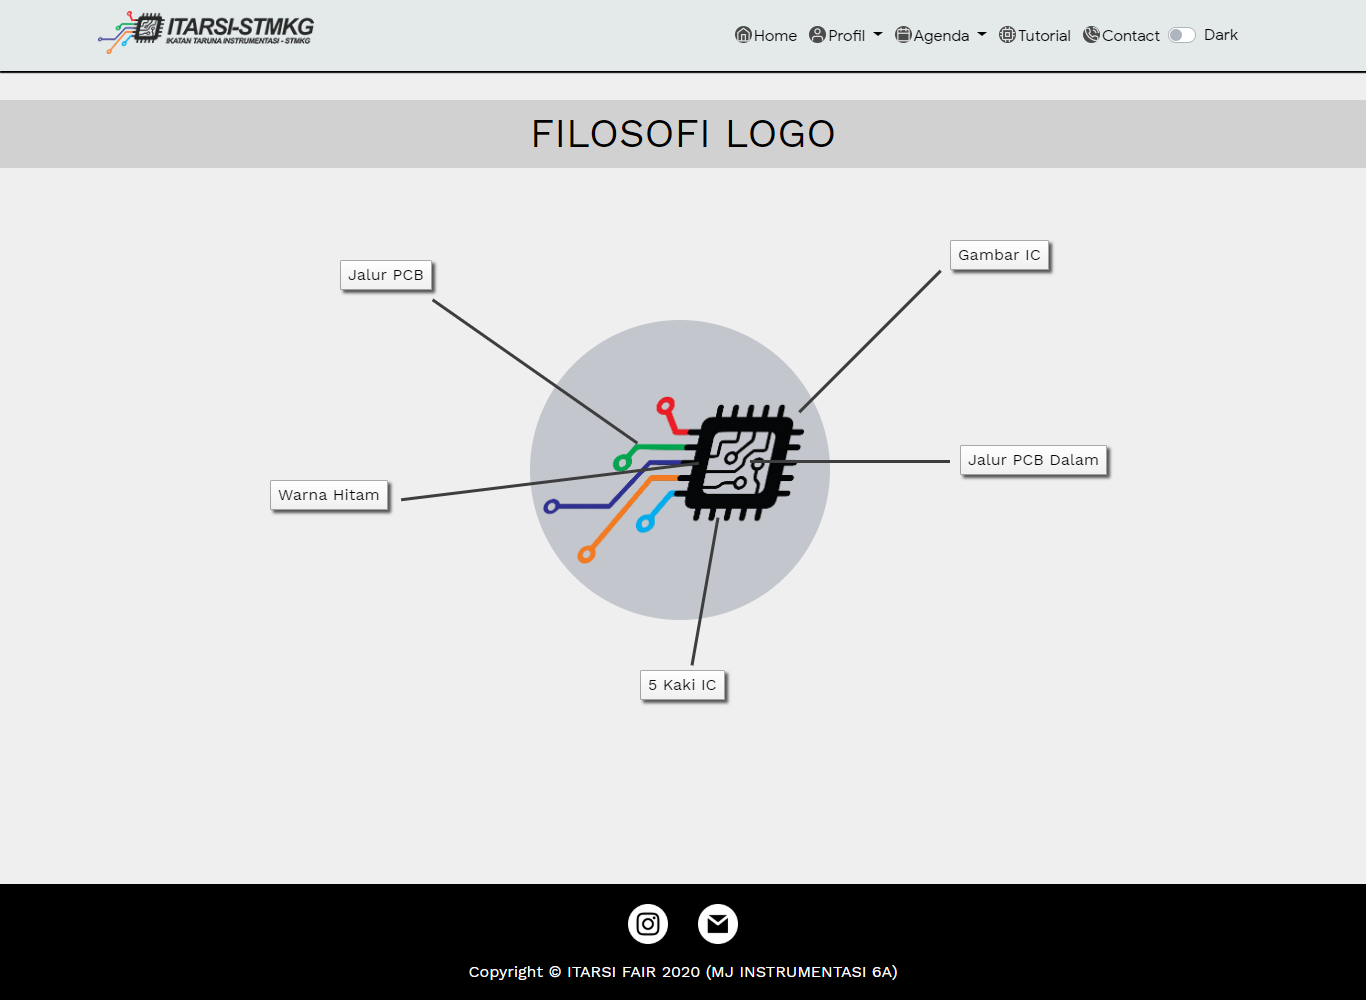 ITARSI-STMKG
IKATAN TARUNA INSTRUMENTASI - STMKG
Home Profil Agenda Tutorial Contact Dark
FILOSOFI LOGO
Gambar IC
Jalur PCB
Jalur PCB Dalam
Warna Hitam
5 Kaki IC
Copyright © ITARSI FAIR 2020 (MJ INSTRUMENTASI 6A)